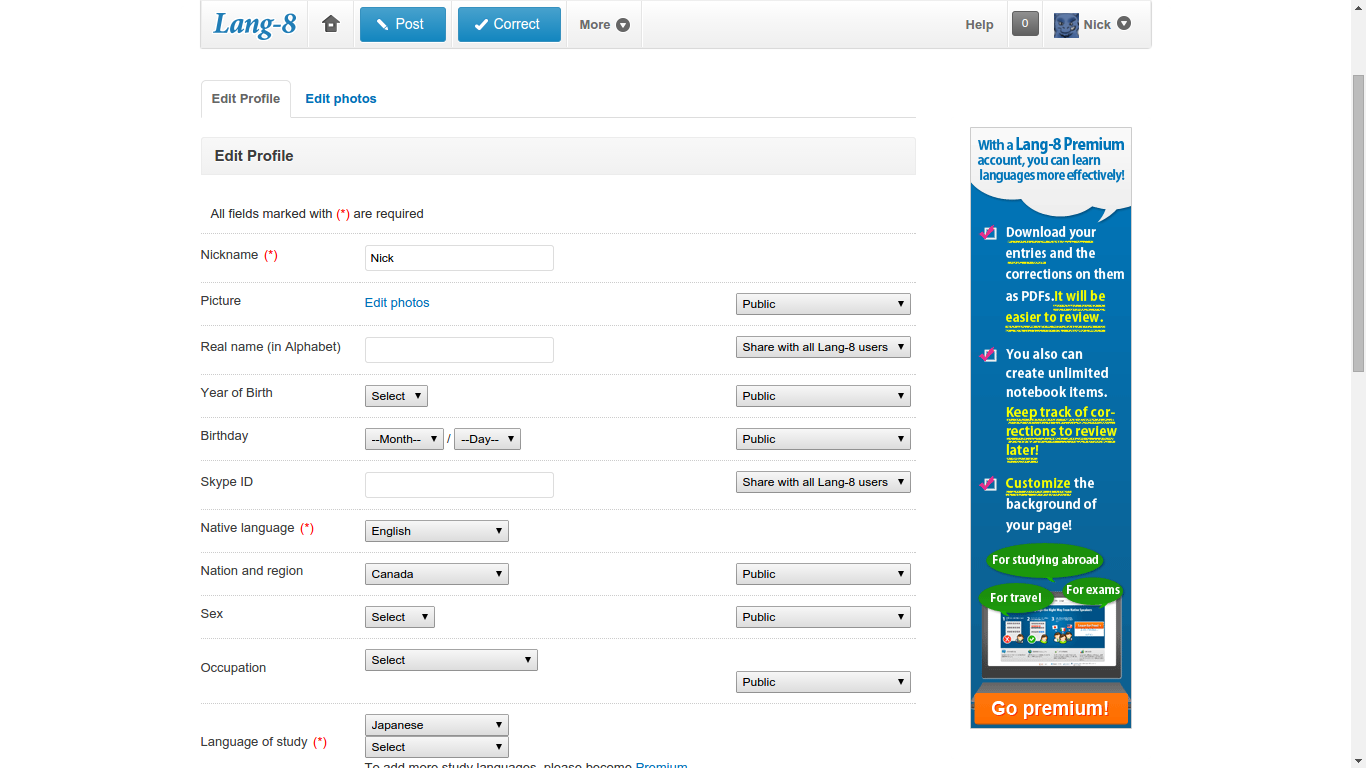 Lang-8
Post
Correct
More
Help
0
Nick
Edit Profile
Edit photos
Edit Profile
All fields marked with (*) are required
Nickname (*)
Nick
Picture
Edit photos
Public
Real name (in Alphabet)
Share with all Lang-8 users
Year of Birth
Select
Public
Birthday
--Month-- / --Day--
Public
Skype ID
Share with all Lang-8 users
Native language (*)
English
Nation and region
Canada
Public
Sex
Select
Public
Occupation
Select
Public
Language of study (*)
Japanese
Select
To add more study languages, please become Premium
With a Lang-8 Premium
account, you can learn
languages more effectively!
Download your
entries and the
corrections on them
as PDFs.It will be
easier to review.
You also can
create unlimited
notebook items.
Keep track of cor-
rections to review
later!
Customize the
background of
your page!
For studying abroad
For travel
For exams
Go premium!